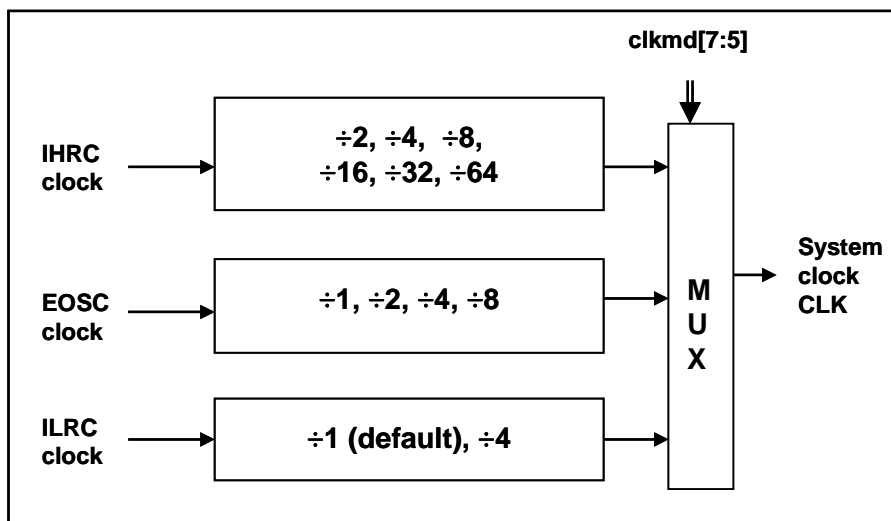 clkmd[7:5]
IHRC
clock
÷2, ÷4, ÷8,
÷16, ÷32, ÷64
EOSC
clock
÷1, ÷2, ÷4, ÷8
ILRC
clock
÷1 (default), ÷4
M
U
X
System
clock
CLK